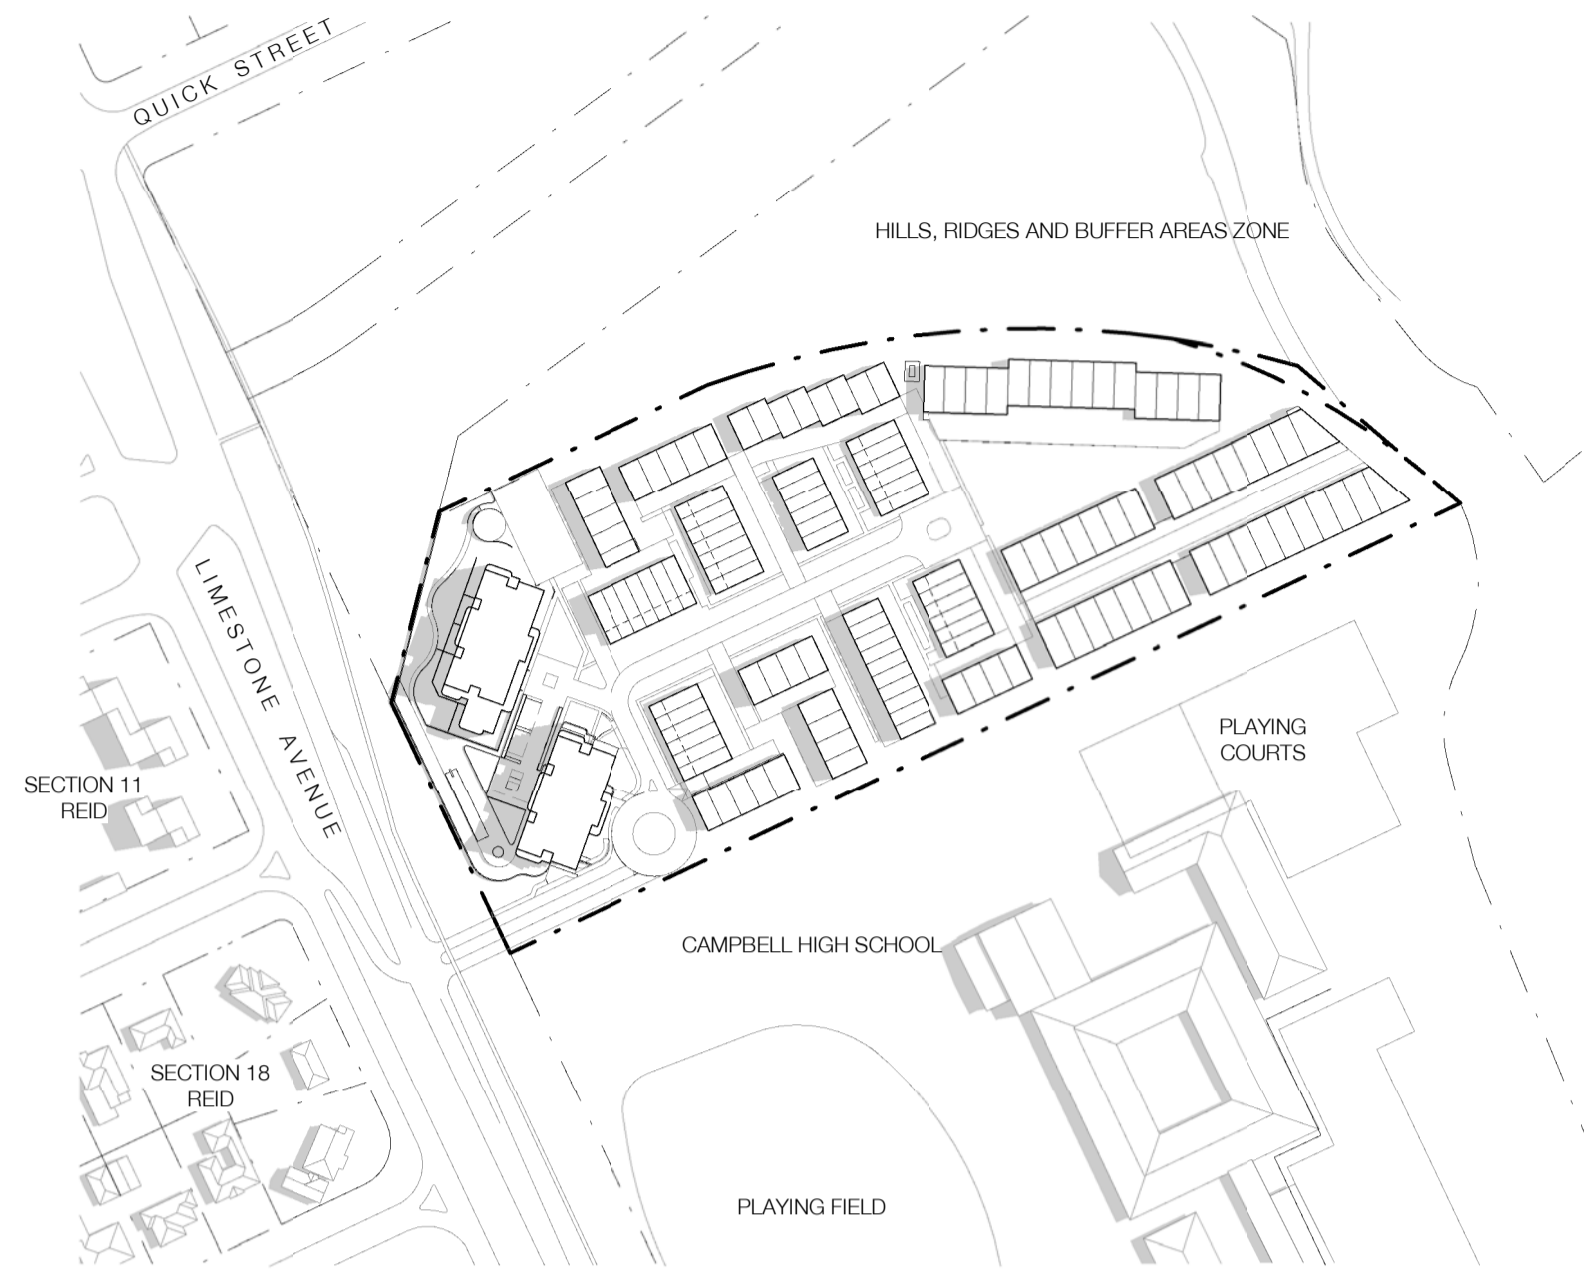 QUICK STREET
HILLS, RIDGES AND BUFFER AREAS ZONE
LIMESTONE AVENUE
PLAYING
COURTS
SECTION 11
REID
CAMPBELL HIGH SCHOOL
SECTION 18
REID
PLAYING FIELD